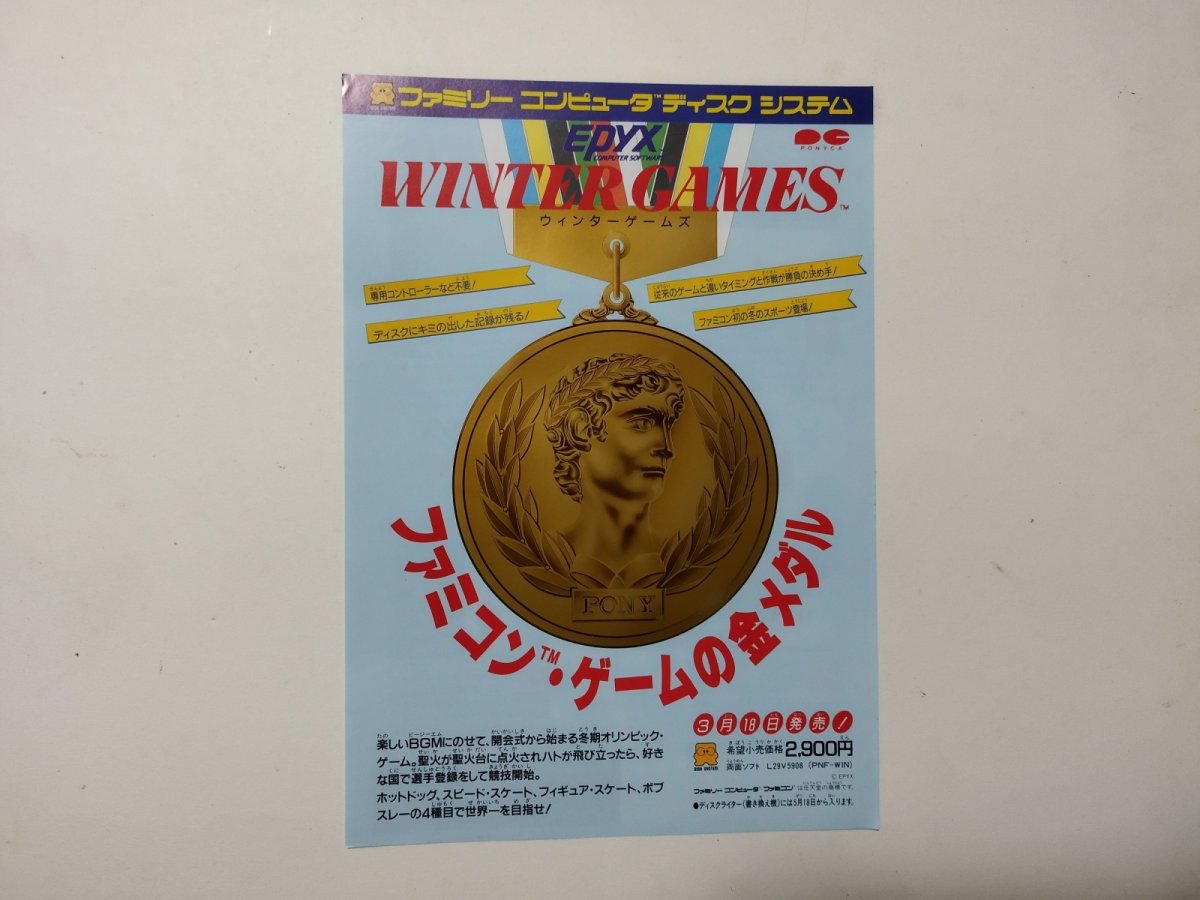 ファミリー コンピュータ™ ディスク システム
EPYX
COMPUTER SOFTWARE
PONYCA
WINTER GAMES™
ウィンターゲームズ
専用コントローラーなど不要！
従来のゲームと違いタイミングと作戦が勝負の決め手！
ディスクにキミの出した記録が残る！
ファミコン初の冬のスポーツ登場！
PONY
ファミコン™・ゲームの金メダル
3月18日発売！
楽しいBGMにのせて、開会式から始まる冬期オリンピック・
ゲーム。聖火が聖火台に点火されハトが飛び立ったら、好き
な国で選手登録をして競技開始。
ホットドッグ、スピード・スケート、フィギュア・スケート、ボブ
スレーの4種目で世界一を目指せ！
希望小売価格 2,900円
両面ソフト L29V5908 (PNF-WIN)
© EPYX
ファミリー コンピュータ・ファミコンは任天堂の商標です。
●ディスクライター(書き換え機)には5月18日から入ります。